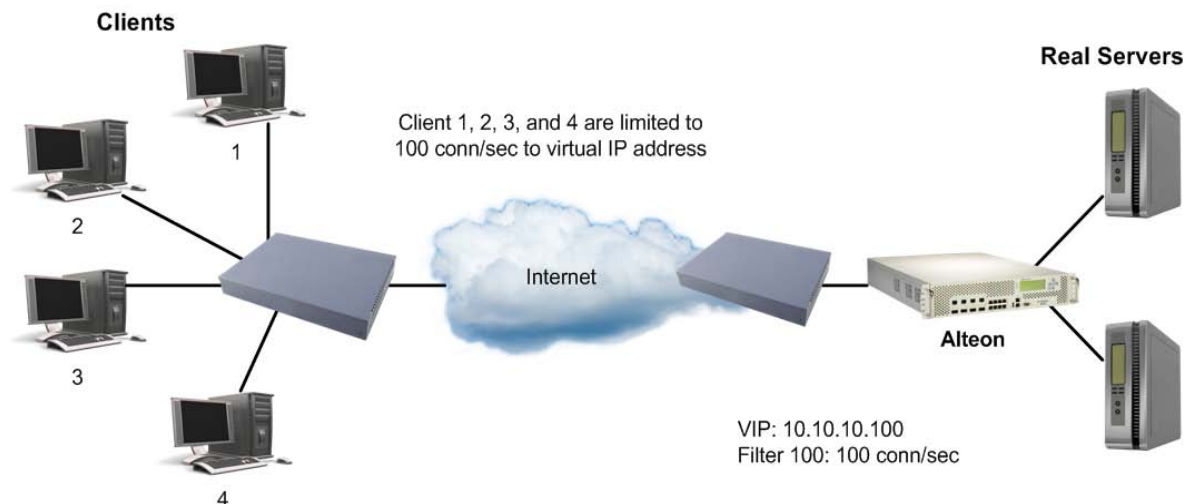 Clients
Real Servers
Client 1, 2, 3, and 4 are limited to
100 conn/sec to virtual IP address
1
2
3
4
Internet
Alteon
VIP: 10.10.10.100
Filter 100: 100 conn/sec